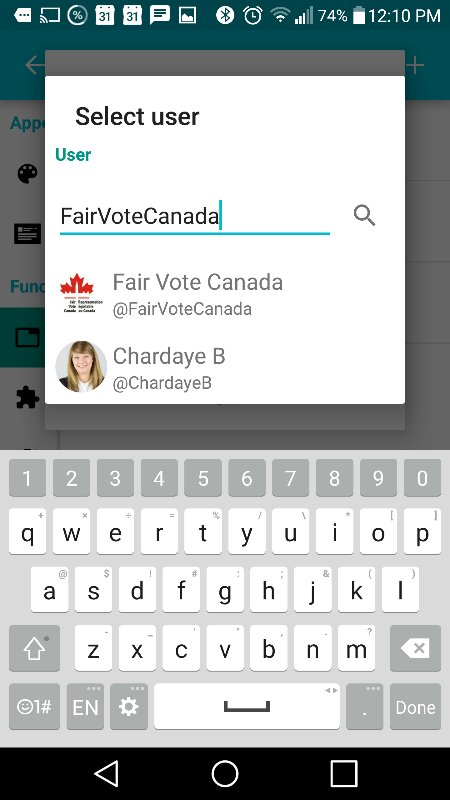 31
31
74%
12:10 PM
Appe
Select user
User
FairVoteCanada
Func
Fair Vote Canada
@FairVoteCanada
Chardaye B
@ChardayeB
1 2 3 4 5 6 7 8 9 0
q w e r t y u i o p
a s d f g h j k l
z x c v b n m
1# EN . Done